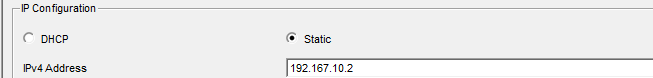 IP Configuration
DHCP Static
IPv4 Address 192.167.10.2